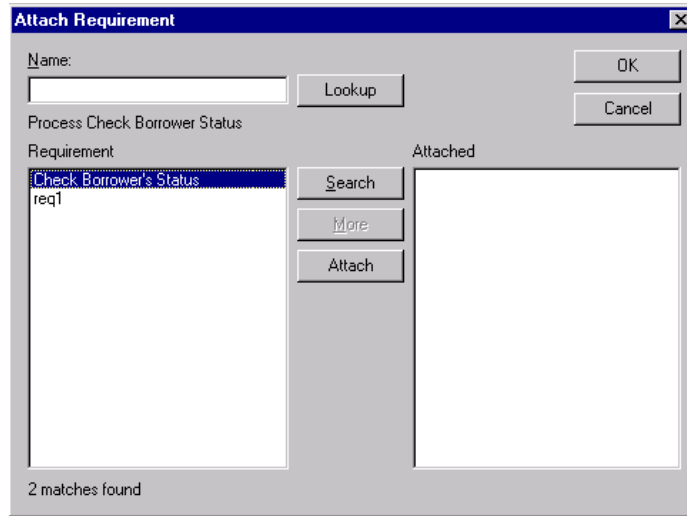 Attach Requirement
Name:
OK
Lookup
Cancel
Process Check Borrower Status
Requirement
Attached
Check Borrower's Status
req1
Search
More
Attach
2 matches found